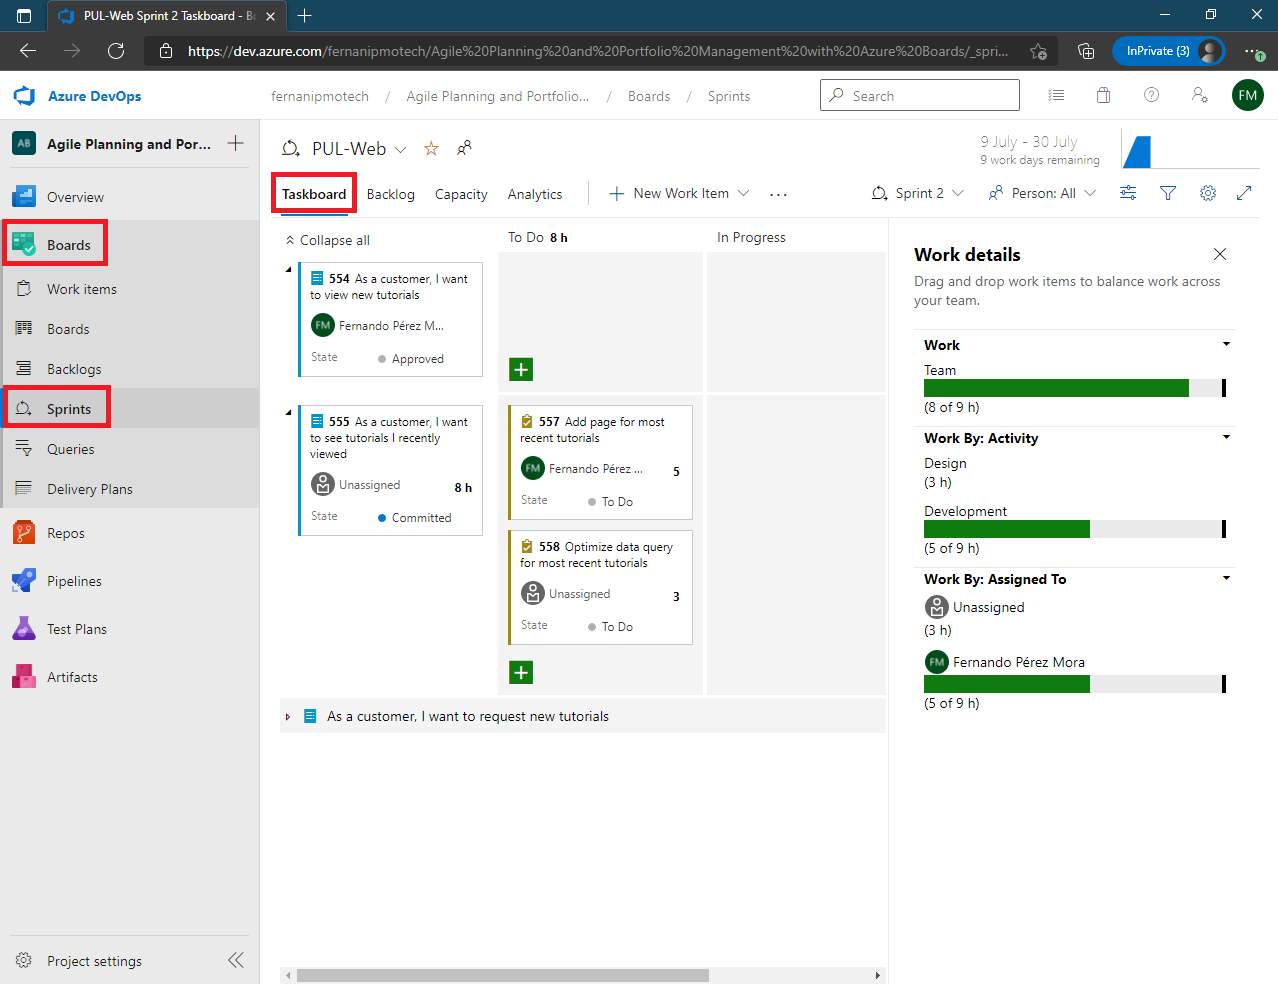 PUL-Web Sprint 2 Taskboard - Bo
https://dev.azure.com/fernanipmotech/Agile%20Planning%20and%20Portfolio%20Management%20with%20Azure%20Boards/_spri...
InPrivate (3)
Azure DevOps
fernanipmotech / Agile Planning and Portfolio... / Boards / Sprints
Search
FM
AB Agile Planning and Por...
Overview
Boards
Work items
Boards
Backlogs
Sprints
Queries
Delivery Plans
Repos
Pipelines
Test Plans
Artifacts
Project settings
PUL-Web
9 July - 30 July
9 work days remaining
Taskboard Backlog Capacity Analytics New Work Item
Sprint 2 Person: All
Collapse all
To Do 8 h
In Progress
554 As a customer, I want
to view new tutorials
FM Fernando Pérez M...
State Approved
555 As a customer, I want
to see tutorials I recently
viewed
Unassigned 8 h
State Committed
557 Add page for most
recent tutorials
FM Fernando Pérez ... 5
State To Do
558 Optimize data query
for most recent tutorials
Unassigned 3
State To Do
As a customer, I want to request new tutorials
Work details
Drag and drop work items to balance work across
your team.
Work
Team
(8 of 9 h)
Work By: Activity
Design
(3 h)
Development
(5 of 9 h)
Work By: Assigned To
Unassigned
(3 h)
FM Fernando Pérez Mora
(5 of 9 h)